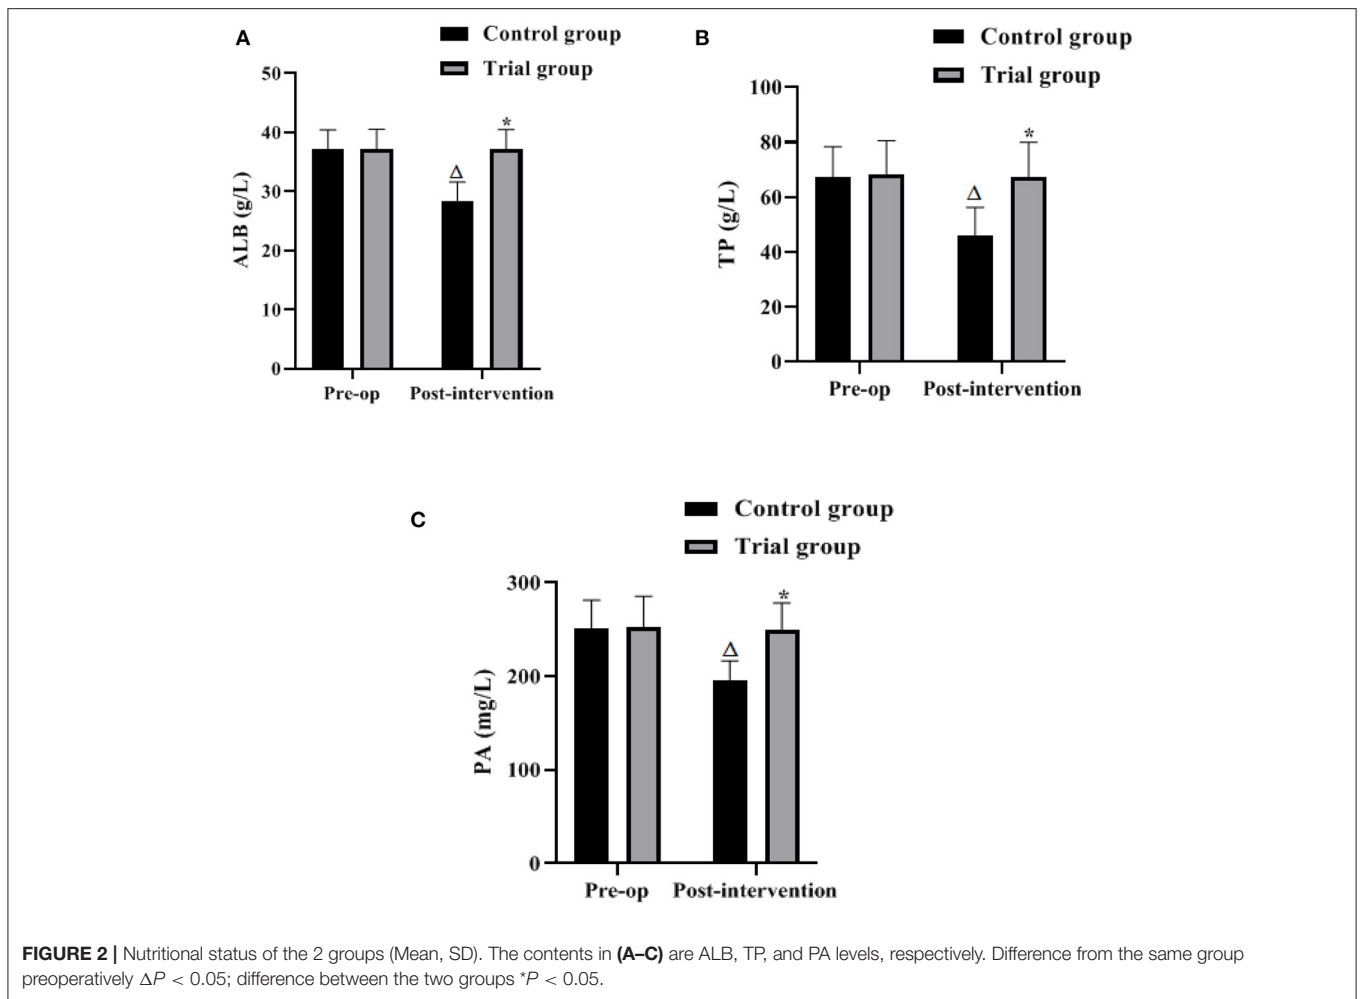 A
Control group
Trial group
50
40
30
20
10
0
ALB (g/L)
Δ
*
Pre-op
Post-intervention
B
Control group
Trial group
100
80
60
40
20
0
TP (g/L)
Δ
*
Pre-op
Post-intervention
C
Control group
Trial group
300
200
100
0
PA (mg/L)
Δ
*
Pre-op
Post-intervention
FIGURE 2 | Nutritional status of the 2 groups (Mean, SD). The contents in (A–C) are ALB, TP, and PA levels, respectively. Difference from the same group
preoperatively ΔP < 0.05; difference between the two groups *P < 0.05.